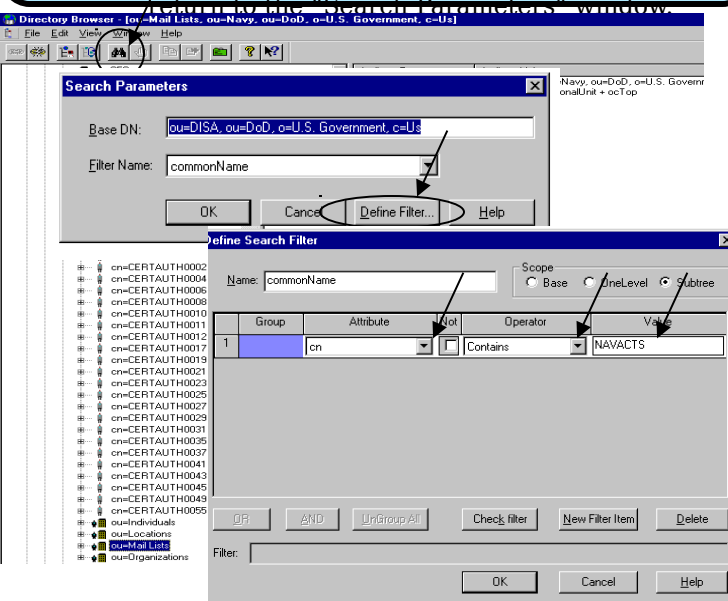 return to the "Search Parameters" window.
Directory Browser - [ou=Mail Lists, ou=Navy, ou=DoD, o=U.S. Government, c=Us]
File Edit View Window Help
Search Parameters
Navy, ou=DoD, o=U.S. Governm
onalUnit + ocTop
Base DN: ou=DISA, ou=DoD, o=U.S. Government, c=Us
Filter Name: commonName
OK Cancel Define Filter... Help
Define Search Filter
Name: commonName
Scope
Base OneLevel Subtree
Group Attribute Not Operator Value
1 cn Contains NAVACTS
OR AND UnGroup All Check filter New Filter Item Delete
Filter:
OK Cancel Help
cn=CERTAUTH0002
cn=CERTAUTH0004
cn=CERTAUTH0006
cn=CERTAUTH0008
cn=CERTAUTH0010
cn=CERTAUTH0011
cn=CERTAUTH0012
cn=CERTAUTH0017
cn=CERTAUTH0019
cn=CERTAUTH0021
cn=CERTAUTH0023
cn=CERTAUTH0025
cn=CERTAUTH0027
cn=CERTAUTH0029
cn=CERTAUTH0031
cn=CERTAUTH0035
cn=CERTAUTH0037
cn=CERTAUTH0041
cn=CERTAUTH0043
cn=CERTAUTH0045
cn=CERTAUTH0049
cn=CERTAUTH0055
ou=Individuals
ou=Locations
ou=Mail Lists
ou=Organizations